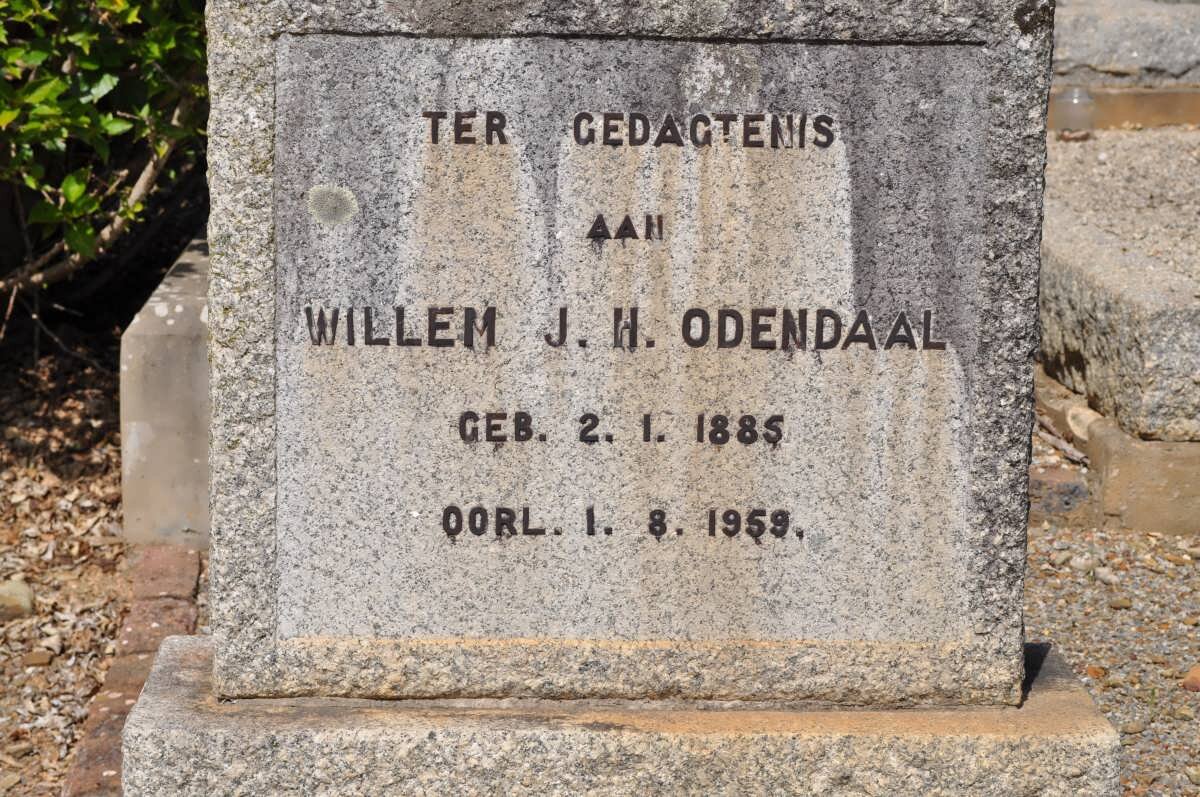 TER GEDAGTENIS
AAN
WILLEM J. H. ODENDAAL
GEB. 2. 1. 1885
OORL. 1. 8. 1959.